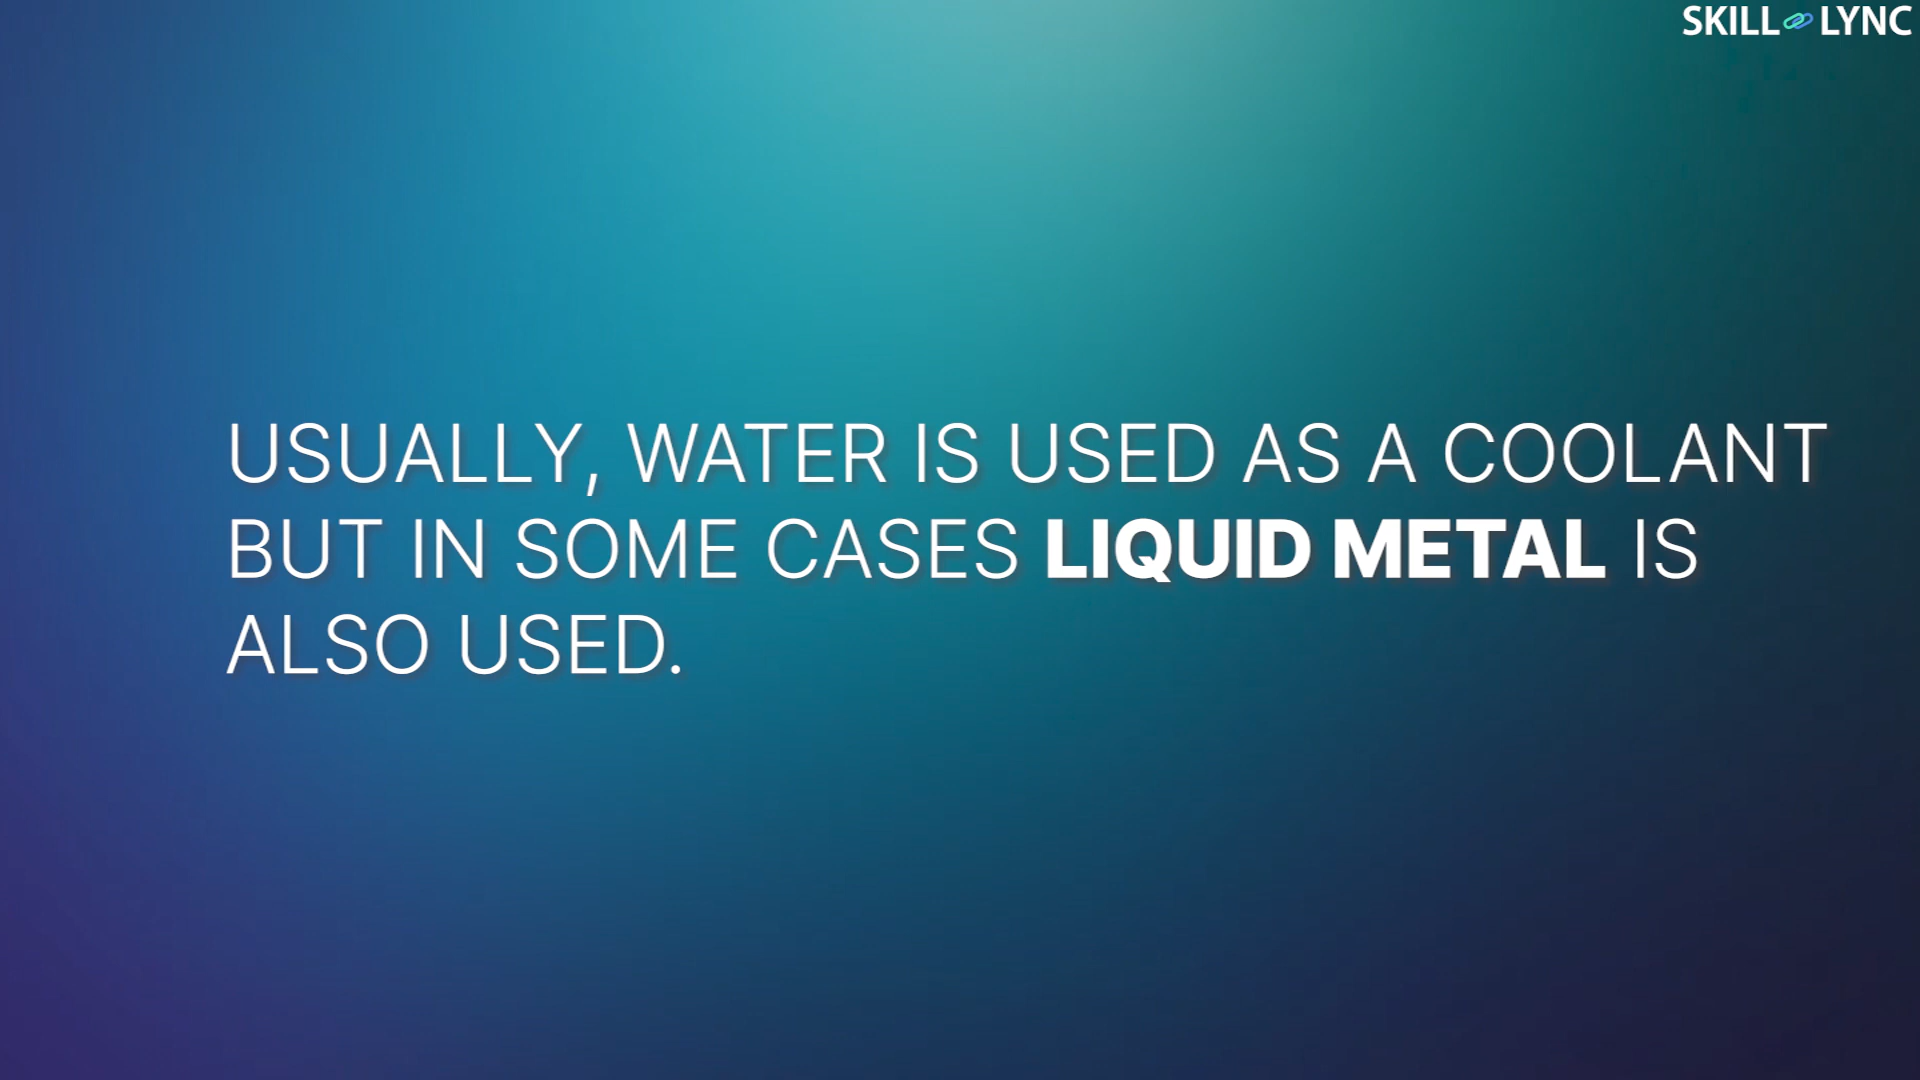 SKILL LYNC
USUALLY, WATER IS USED AS A COOLANT
BUT IN SOME CASES LIQUID METAL IS
ALSO USED.